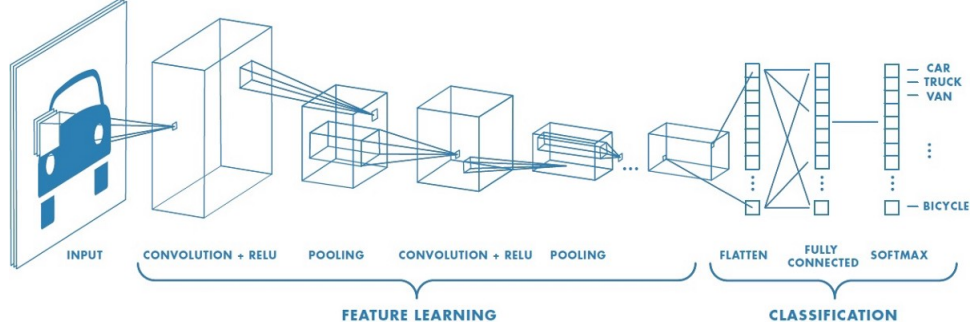 CAR
TRUCK
VAN
BICYCLE
INPUT
CONVOLUTION + RELU
POOLING
CONVOLUTION + RELU
POOLING
FLATTEN
FULLY
CONNECTED
SOFTMAX
FEATURE LEARNING
CLASSIFICATION